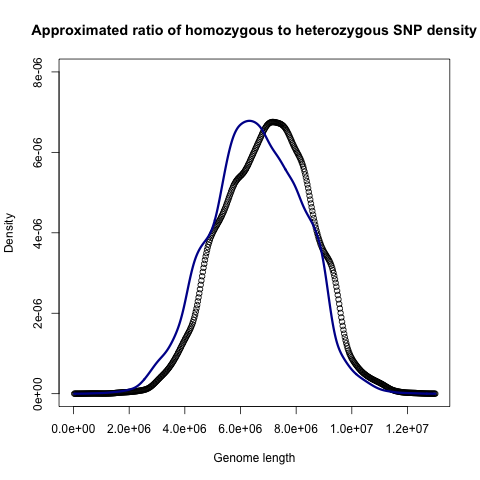 Approximated ratio of homozygous to heterozygous SNP density
8e-06
6e-06
4e-06
2e-06
0e+00
Density
0.0e+00 2.0e+06 4.0e+06 6.0e+06 8.0e+06 1.0e+07 1.2e+07
Genome length